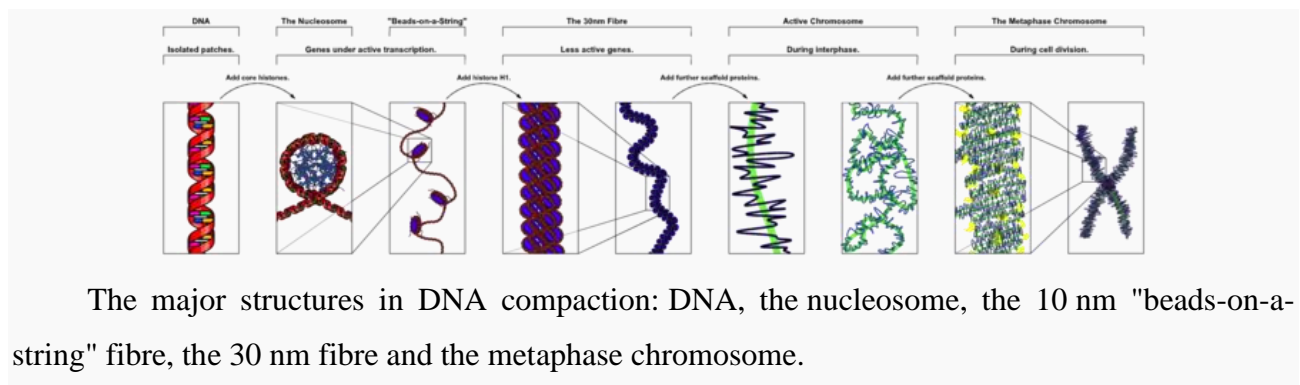 DNA The Nucleosome "Beads-on-a-String" The 30nm Fibre Active Chromosome The Metaphase Chromosome
Isolated patches. Genes under active transcription. Less active genes. During interphase. During cell division.
Add core histones. Add histone H1. Add further scaffold proteins. Add further scaffold proteins.
The major structures in DNA compaction: DNA, the nucleosome, the 10 nm "beads-on-a-
string" fibre, the 30 nm fibre and the metaphase chromosome.